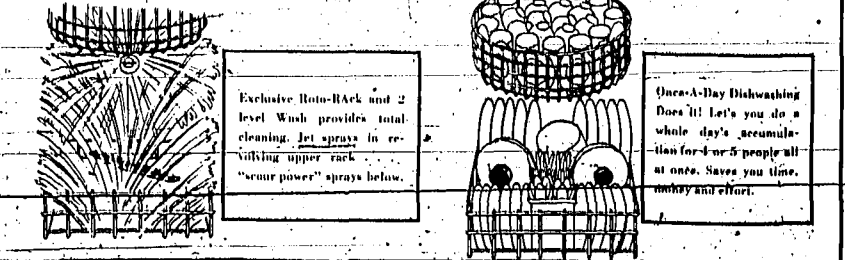 Exclusive Roto-RAck and 2
level Wash provides total
cleaning. Jet sprays in re-
volving upper rack . . .
"scour power" sprays below.
Once-A-Day Dishwashing
Does it! Let's you do a
whole day's accumula-
tion for 4 or 5 people all
at once. Saves you time,
money and effort.